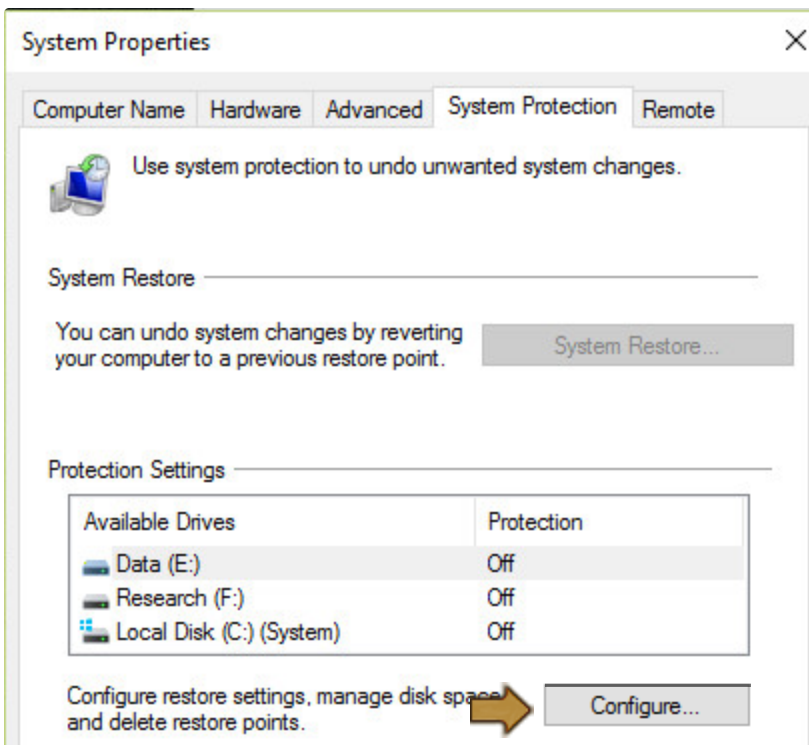 System Properties
Computer Name Hardware Advanced System Protection Remote
Use system protection to undo unwanted system changes.
System Restore
You can undo system changes by reverting
your computer to a previous restore point.
System Restore...
Protection Settings
Available Drives Protection
Data (E:) Off
Research (F:) Off
Local Disk (C:) (System) Off
Configure restore settings, manage disk space,
and delete restore points.
Configure...